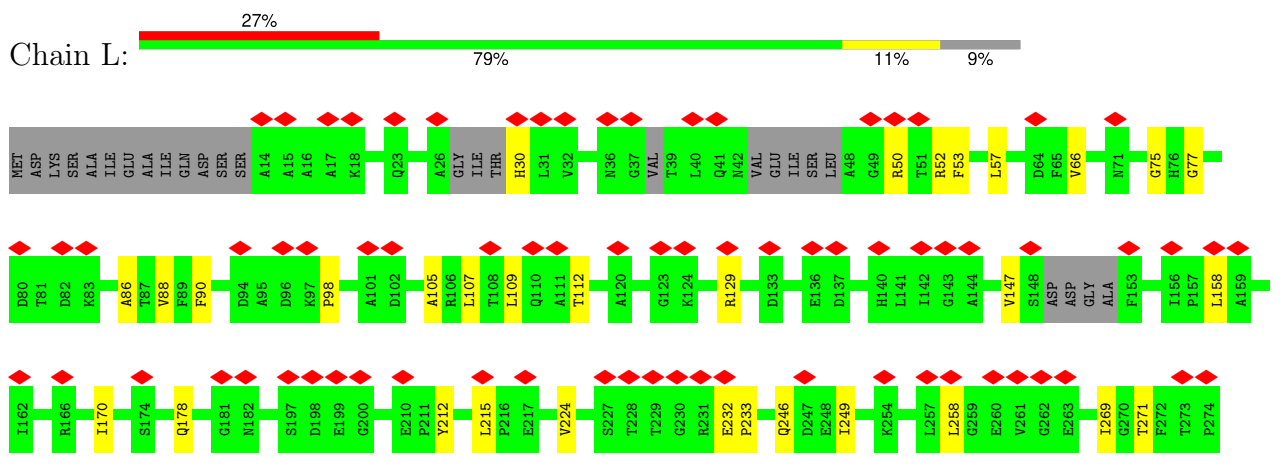 27%
Chain L:
79% 11% 9%
MET ASP LYS SER ALA ILE GLU ALA ILE GLN ASP SER SER A14 A15 A16 A17 K18 Q23 A26 GLY ILE THR H30 L31 V32 N36 G37 VAL T39 L40 Q41 N42 VAL GLU ILE SER LEU A48 G49 R50 T51 R52 F53 L57 D64 F65 V66 N71 G75 H76 G77
D80 T81 D82 K83 A86 T87 V88 F89 F90 D94 A95 D96 K97 P98 A101 D102 A105 R106 L107 T108 L109 Q110 A111 T112 A120 G123 K124 R129 D133 E136 D137 H140 L141 I142 G143 A144 V147 S148 ASP ASP GLY ALA F153 I156 P157 L158 A159
I162 R166 I170 S174 Q178 G181 N182 S197 D198 E199 G200 E210 P211 Y212 L215 P216 E217 V224 S227 T228 T229 G230 R231 E232 P233 Q246 D247 E248 I249 K254 L257 L258 G259 E260 V261 G262 E263 I269 G270 T271 F272 T273 P274